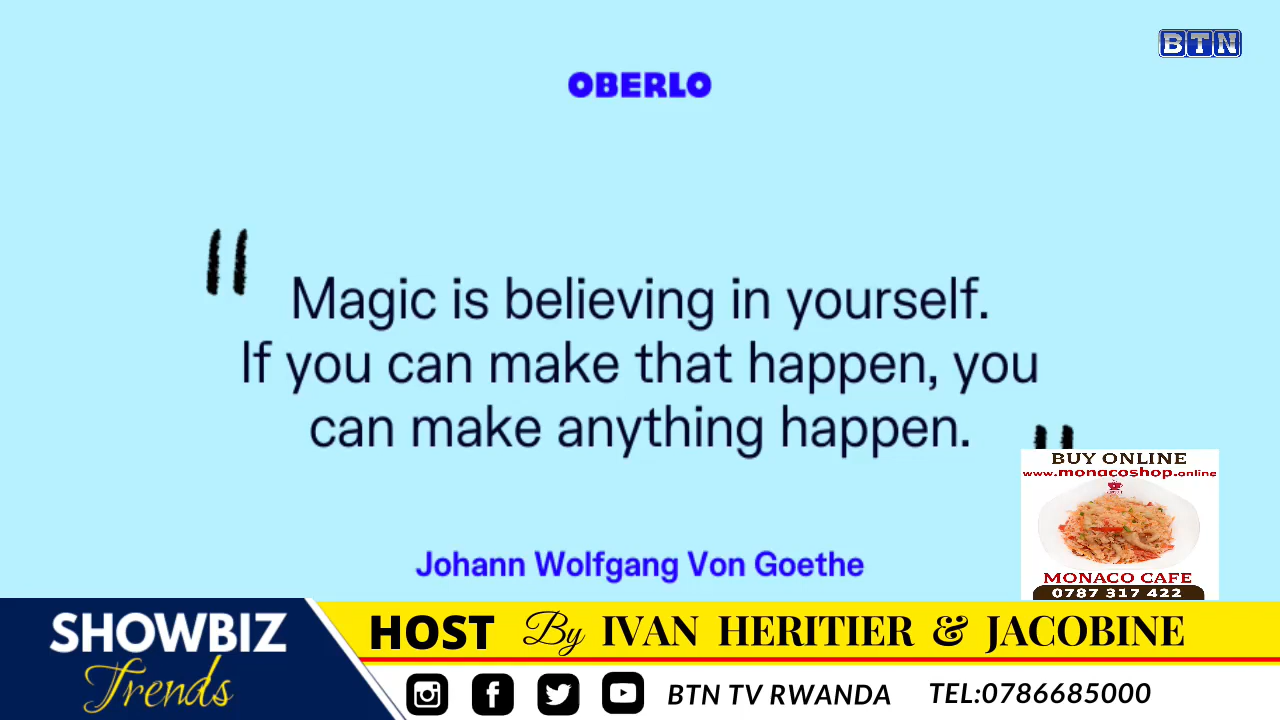 BTN
OBERLO
"Magic is believing in yourself.
If you can make that happen, you
can make anything happen."
Johann Wolfgang Von Goethe
BUY ONLINE
www.monacoshop.online
MONACO CAFE
0787 317 422
SHOWBIZ
Trends
HOST By IVAN HERITIER & JACOBINE
BTN TV RWANDA TEL:0786685000